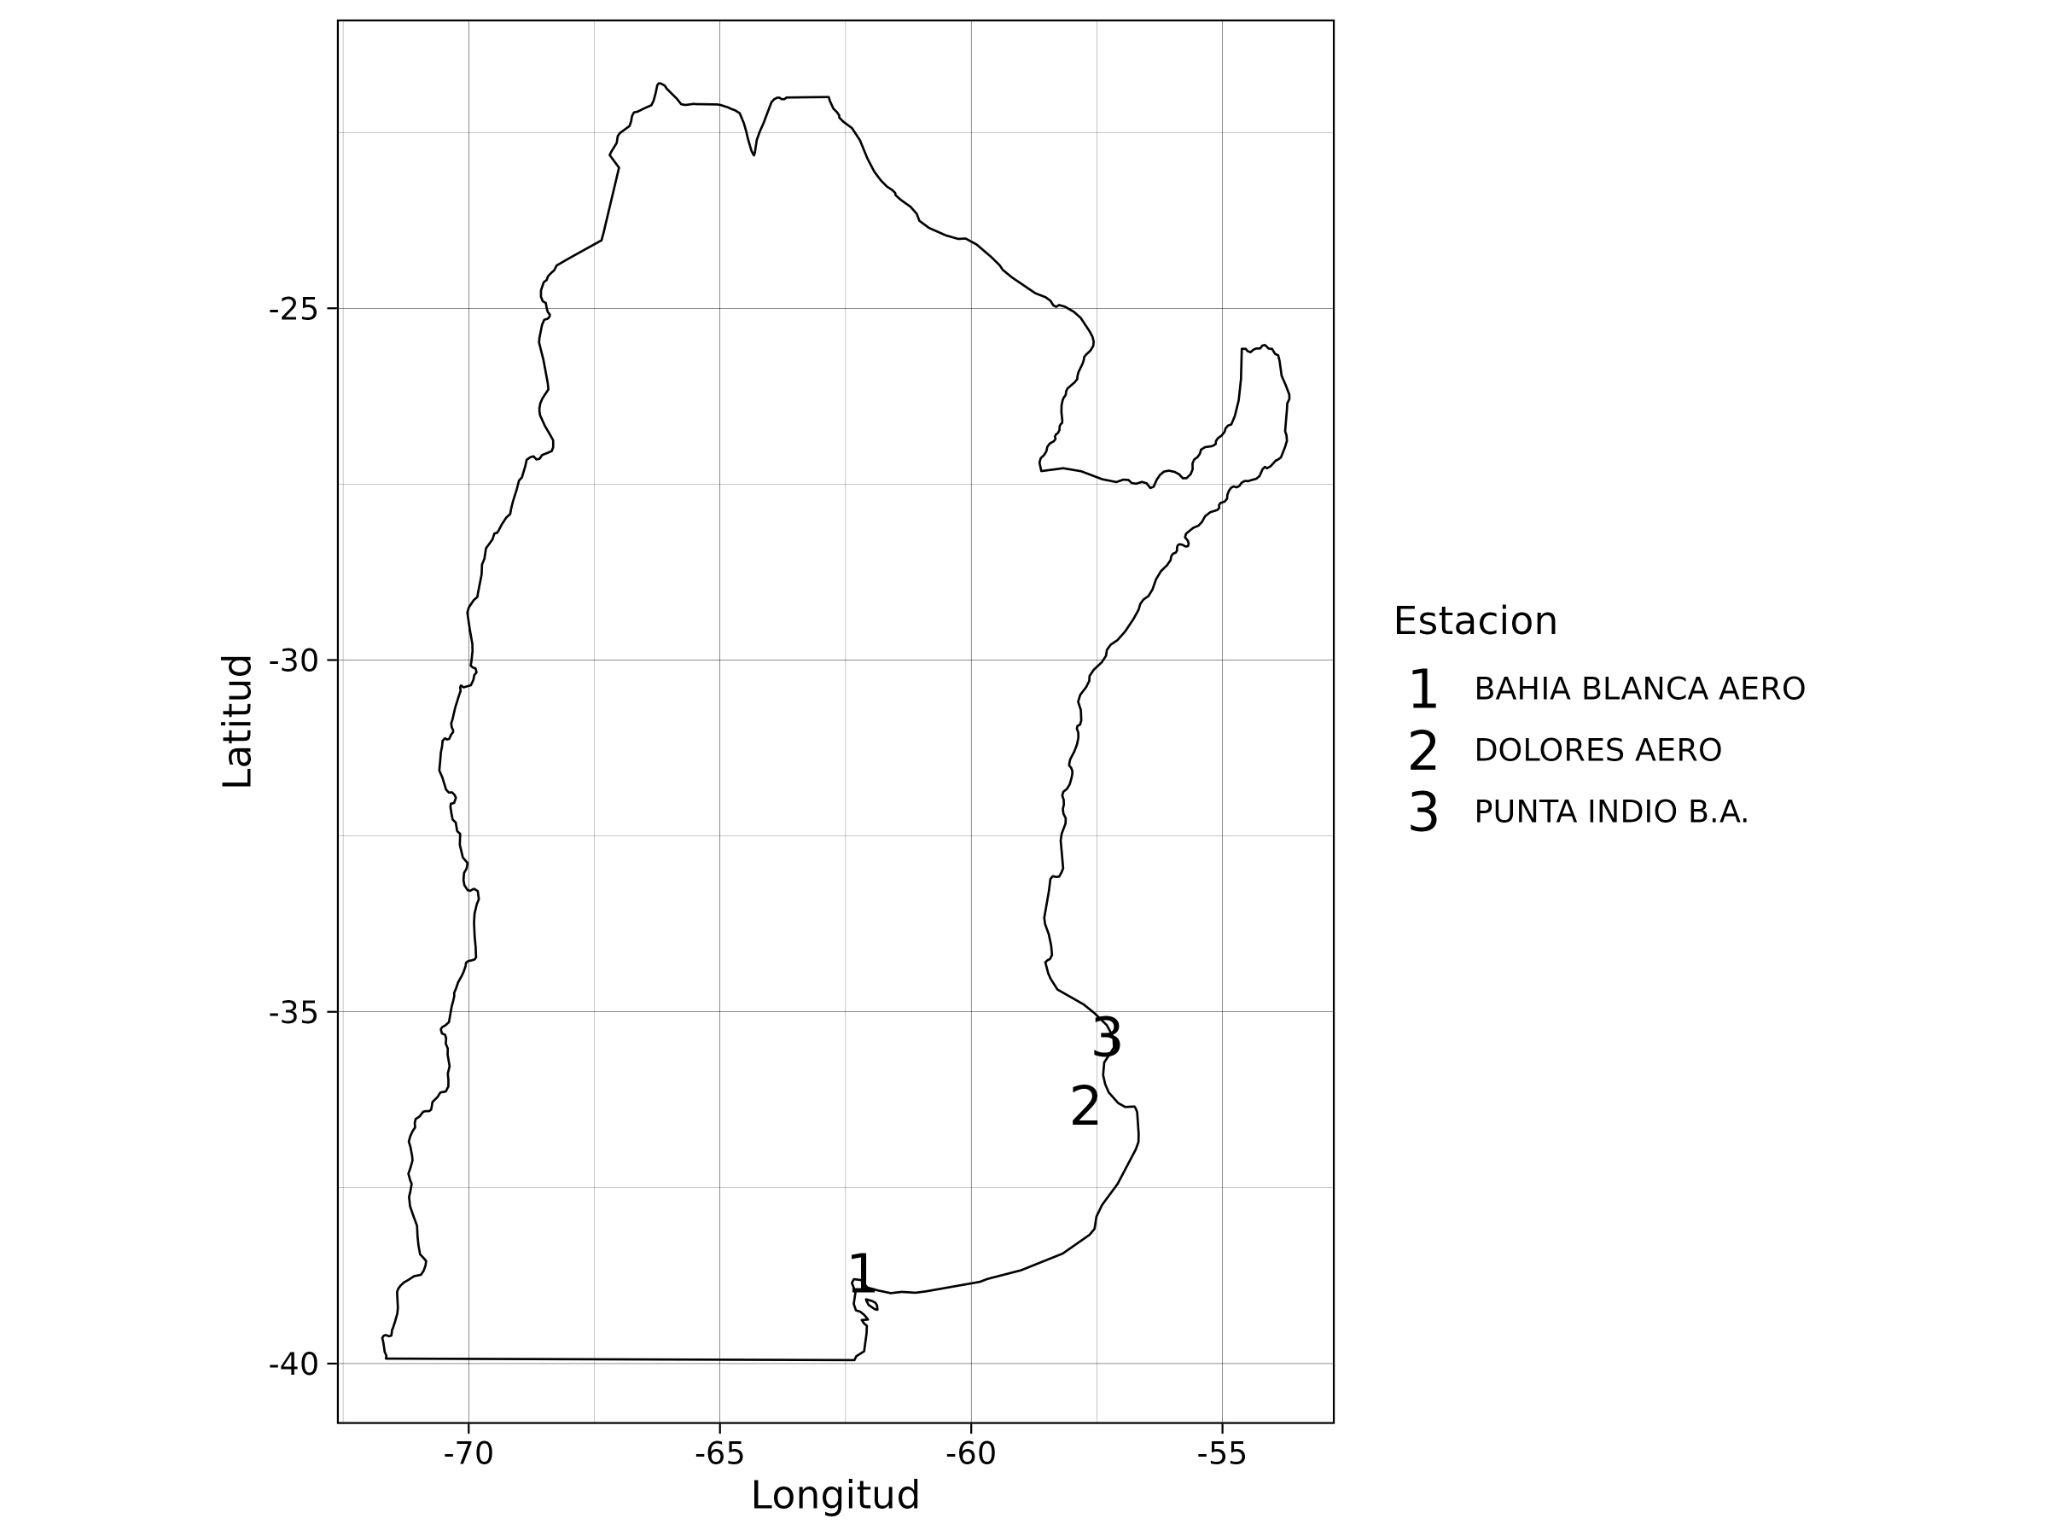 -25
-30
-35
-40
Latitud
3
2
1
-70 -65 -60 -55
Longitud
Estacion
1 BAHIA BLANCA AERO
2 DOLORES AERO
3 PUNTA INDIO B.A.